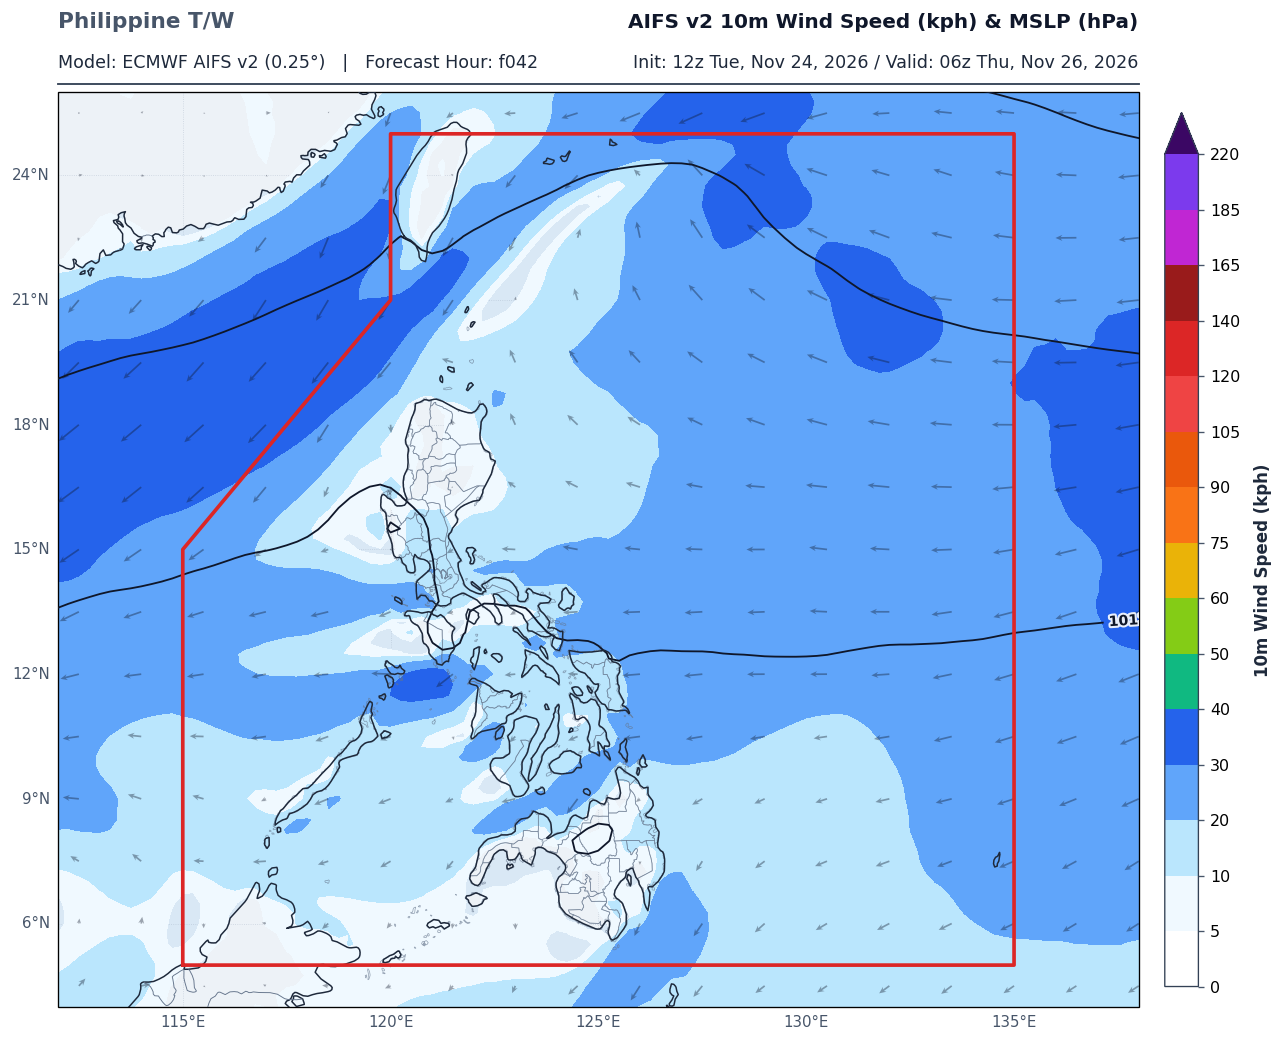 Philippine T/W
AIFS v2 10m Wind Speed (kph) & MSLP (hPa)
Model: ECMWF AIFS v2 (0.25°) | Forecast Hour: f042
Init: 12z Tue, Nov 24, 2026 / Valid: 06z Thu, Nov 26, 2026
24°N
21°N
18°N
15°N
12°N
9°N
6°N
115°E
120°E
125°E
130°E
135°E
101
220
185
165
140
120
105
90
75
60
50
40
30
20
10
5
0
10m Wind Speed (kph)